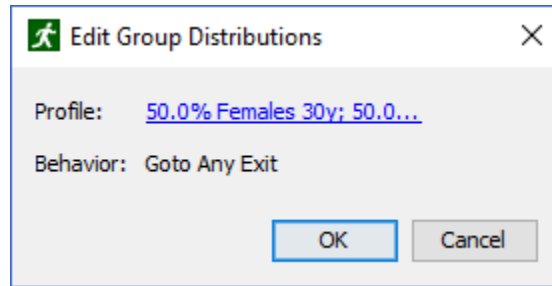 Edit Group Distributions
Profile: 50.0% Females 30y; 50.0...
Behavior: Goto Any Exit
OK Cancel